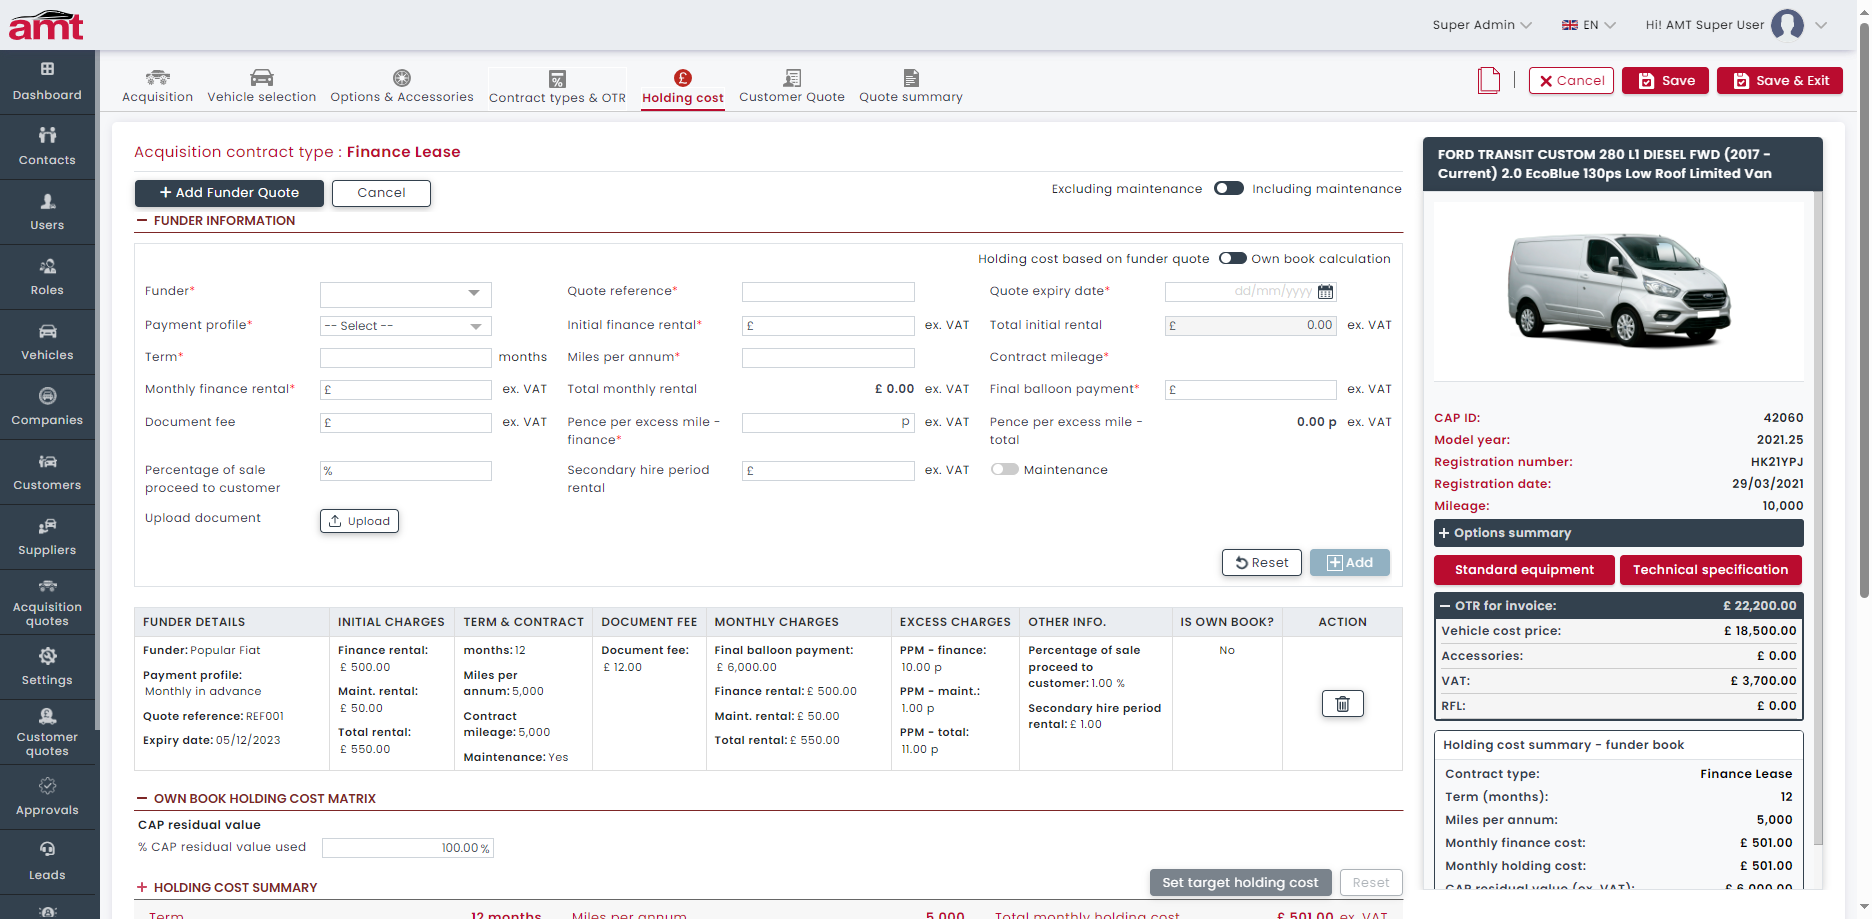 amt
Super Admin
EN
Hi! AMT Super User
Dashboard
Contacts
Users
Roles
Vehicles
Companies
Customers
Suppliers
Acquisition
quotes
Settings
Customer
quotes
Approvals
Leads
Acquisition
Vehicle selection
Options & Accessories
Contract types & OTR
Holding cost
Customer Quote
Quote summary
Cancel
Save
Save & Exit
Acquisition contract type : Finance Lease
+ Add Funder Quote
Cancel
Excluding maintenance
Including maintenance
FUNDER INFORMATION
Holding cost based on funder quote
Own book calculation
Funder*
Quote reference*
Quote expiry date*
dd/mm/yyyy
Payment profile*
-- Select --
Initial finance rental*
£
ex. VAT
Total initial rental
£ 0.00
ex. VAT
Term*
months
Miles per annum*
Contract mileage*
Monthly finance rental*
£
ex. VAT
Total monthly rental
£ 0.00
ex. VAT
Final balloon payment*
£
ex. VAT
Document fee
£
ex. VAT
Pence per excess mile -
finance*
p
ex. VAT
Pence per excess mile -
total
0.00 p
ex. VAT
Percentage of sale
proceed to customer
%
Secondary hire period
rental
£
ex. VAT
Maintenance
Upload document
Upload
Reset
Add
FUNDER DETAILS
INITIAL CHARGES
TERM & CONTRACT
DOCUMENT FEE
MONTHLY CHARGES
EXCESS CHARGES
OTHER INFO.
IS OWN BOOK?
ACTION
Funder: Popular Fiat
Payment profile:
Monthly in advance
Quote reference: REF001
Expiry date: 05/12/2023
Finance rental:
£ 500.00
Maint. rental:
£ 50.00
Total rental:
£ 550.00
months: 12
Miles per
annum: 5,000
Contract
mileage: 5,000
Maintenance: Yes
Document fee:
£ 12.00
Final balloon payment:
£ 6,000.00
Finance rental: £ 500.00
Maint. rental: £ 50.00
Total rental: £ 550.00
PPM - finance:
10.00 p
PPM - maint.:
1.00 p
PPM - total:
11.00 p
Percentage of sale
proceed to
customer: 1.00 %
Secondary hire period
rental: £ 1.00
No
OWN BOOK HOLDING COST MATRIX
CAP residual value
% CAP residual value used
100.00 %
HOLDING COST SUMMARY
Set target holding cost
Reset
Term
12 months
Miles per annum
5,000
Total monthly holding cost
£ 501.00 ex. VAT
FORD TRANSIT CUSTOM 280 L1 DIESEL FWD (2017 -
Current) 2.0 EcoBlue 130ps Low Roof Limited Van
CAP ID: 42060
Model year: 2021.25
Registration number: HK21YPJ
Registration date: 29/03/2021
Mileage: 10,000
+ Options summary
Standard equipment
Technical specification
OTR for invoice: £ 22,200.00
Vehicle cost price: £ 18,500.00
Accessories: £ 0.00
VAT: £ 3,700.00
RFL: £ 0.00
Holding cost summary - funder book
Contract type: Finance Lease
Term (months): 12
Miles per annum: 5,000
Monthly finance cost: £ 501.00
Monthly holding cost: £ 501.00
CAP residual value (ex. VAT): £ 6,000.00